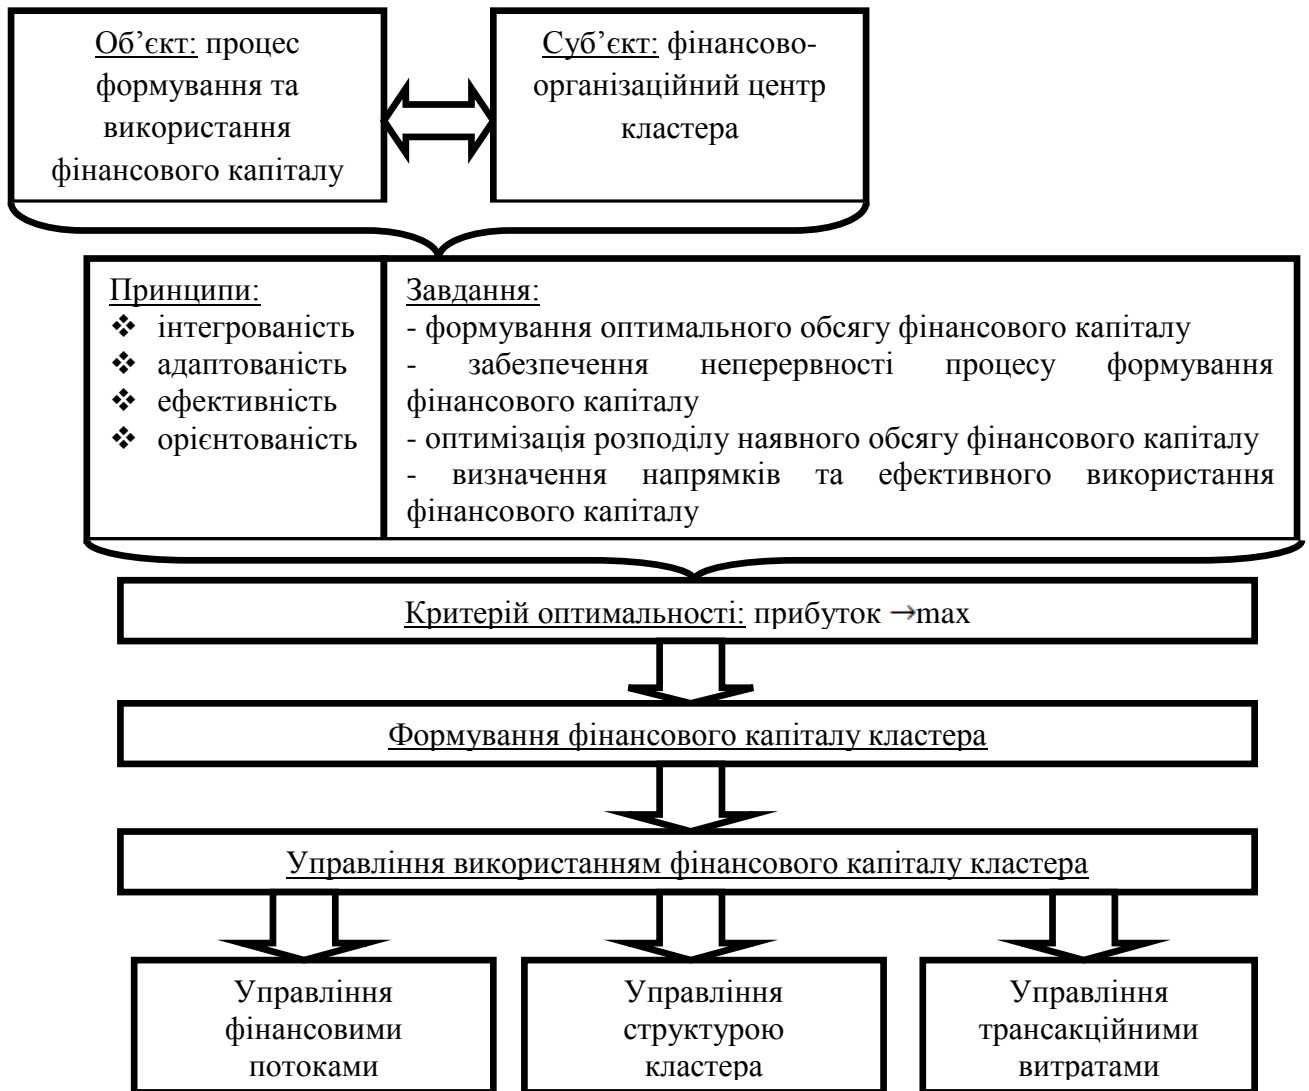 Об’єкт: процес
формування та
використання
фінансового капіталу
Суб’єкт: фінансово-
організаційний центр
кластера
Принципи:
❖ інтегрованість
❖ адаптованість
❖ ефективність
❖ орієнтованість
Завдання:
- формування оптимального обсягу фінансового капіталу
- забезпечення неперервності процесу формування
фінансового капіталу
- оптимізація розподілу наявного обсягу фінансового капіталу
- визначення напрямків та ефективного використання
фінансового капіталу
Критерій оптимальності: прибуток →max
Формування фінансового капіталу кластера
Управління використанням фінансового капіталу кластера
Управління
фінансовими
потоками
Управління
структурою
кластера
Управління
трансакційними
витратами